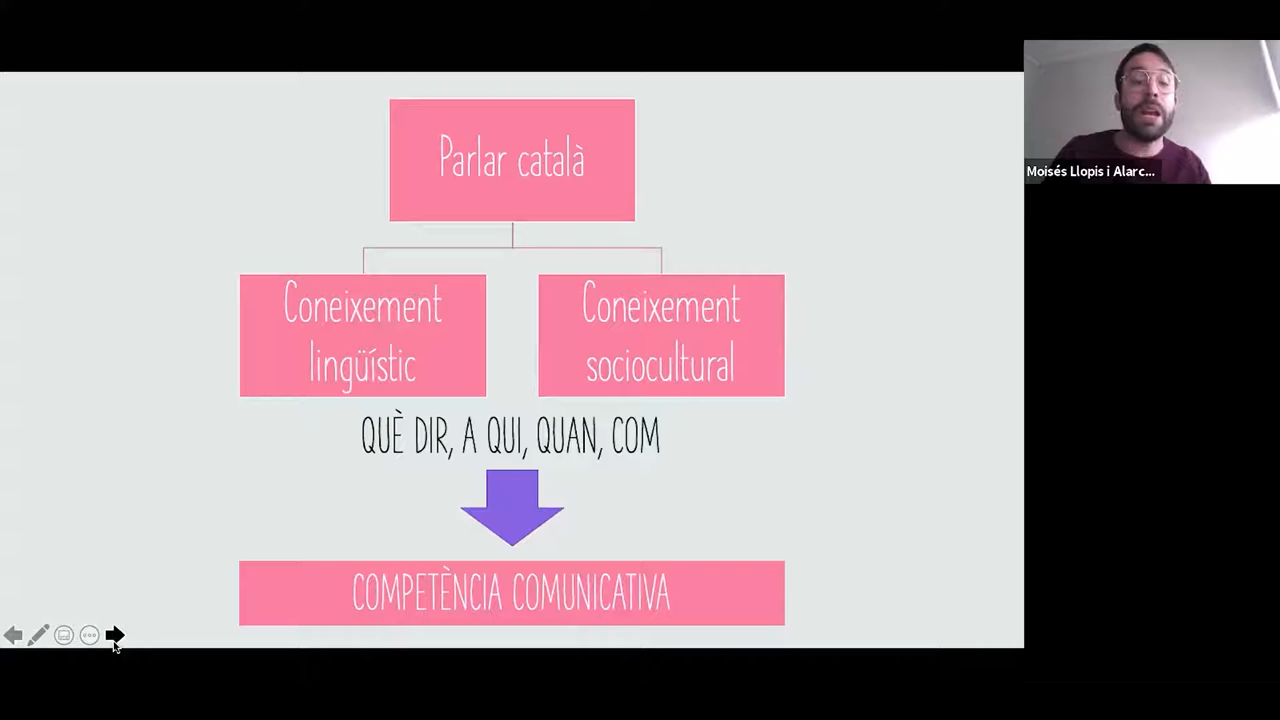 Parlar català
Coneixement
lingüístic
Coneixement
sociocultural
QUÈ DIR, A QUI, QUAN, COM
COMPETÈNCIA COMUNICATIVA
Moisés Llopis i Alarc...